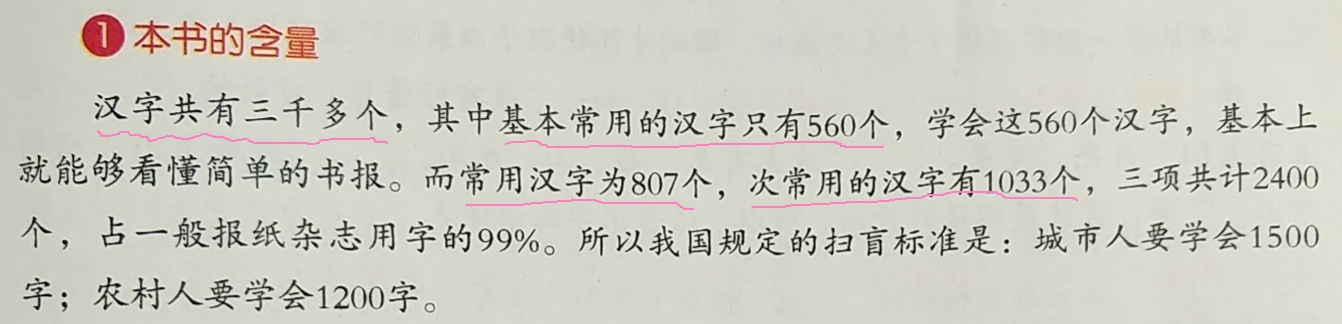 1 本书的含量
汉字共有三千多个，其中基本常用的汉字只有560个，学会这560个汉字，基本上
就能够看懂简单的书报。而常用汉字为807个，次常用的汉字有1033个，三项共计2400
个，占一般报纸杂志用字的99%。所以我国规定的扫盲标准是：城市人要学会1500
字；农村人要学会1200字。